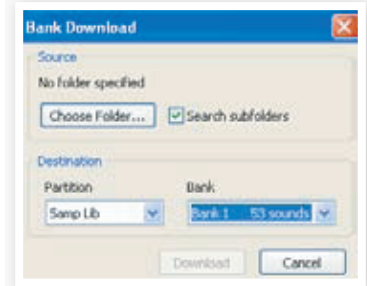 Bank Download
Source
No folder specified
Choose Folder...
Search subfolders
Destination
Partition Bank
Samp Lib Bank 1 53 sounds
Download Cancel